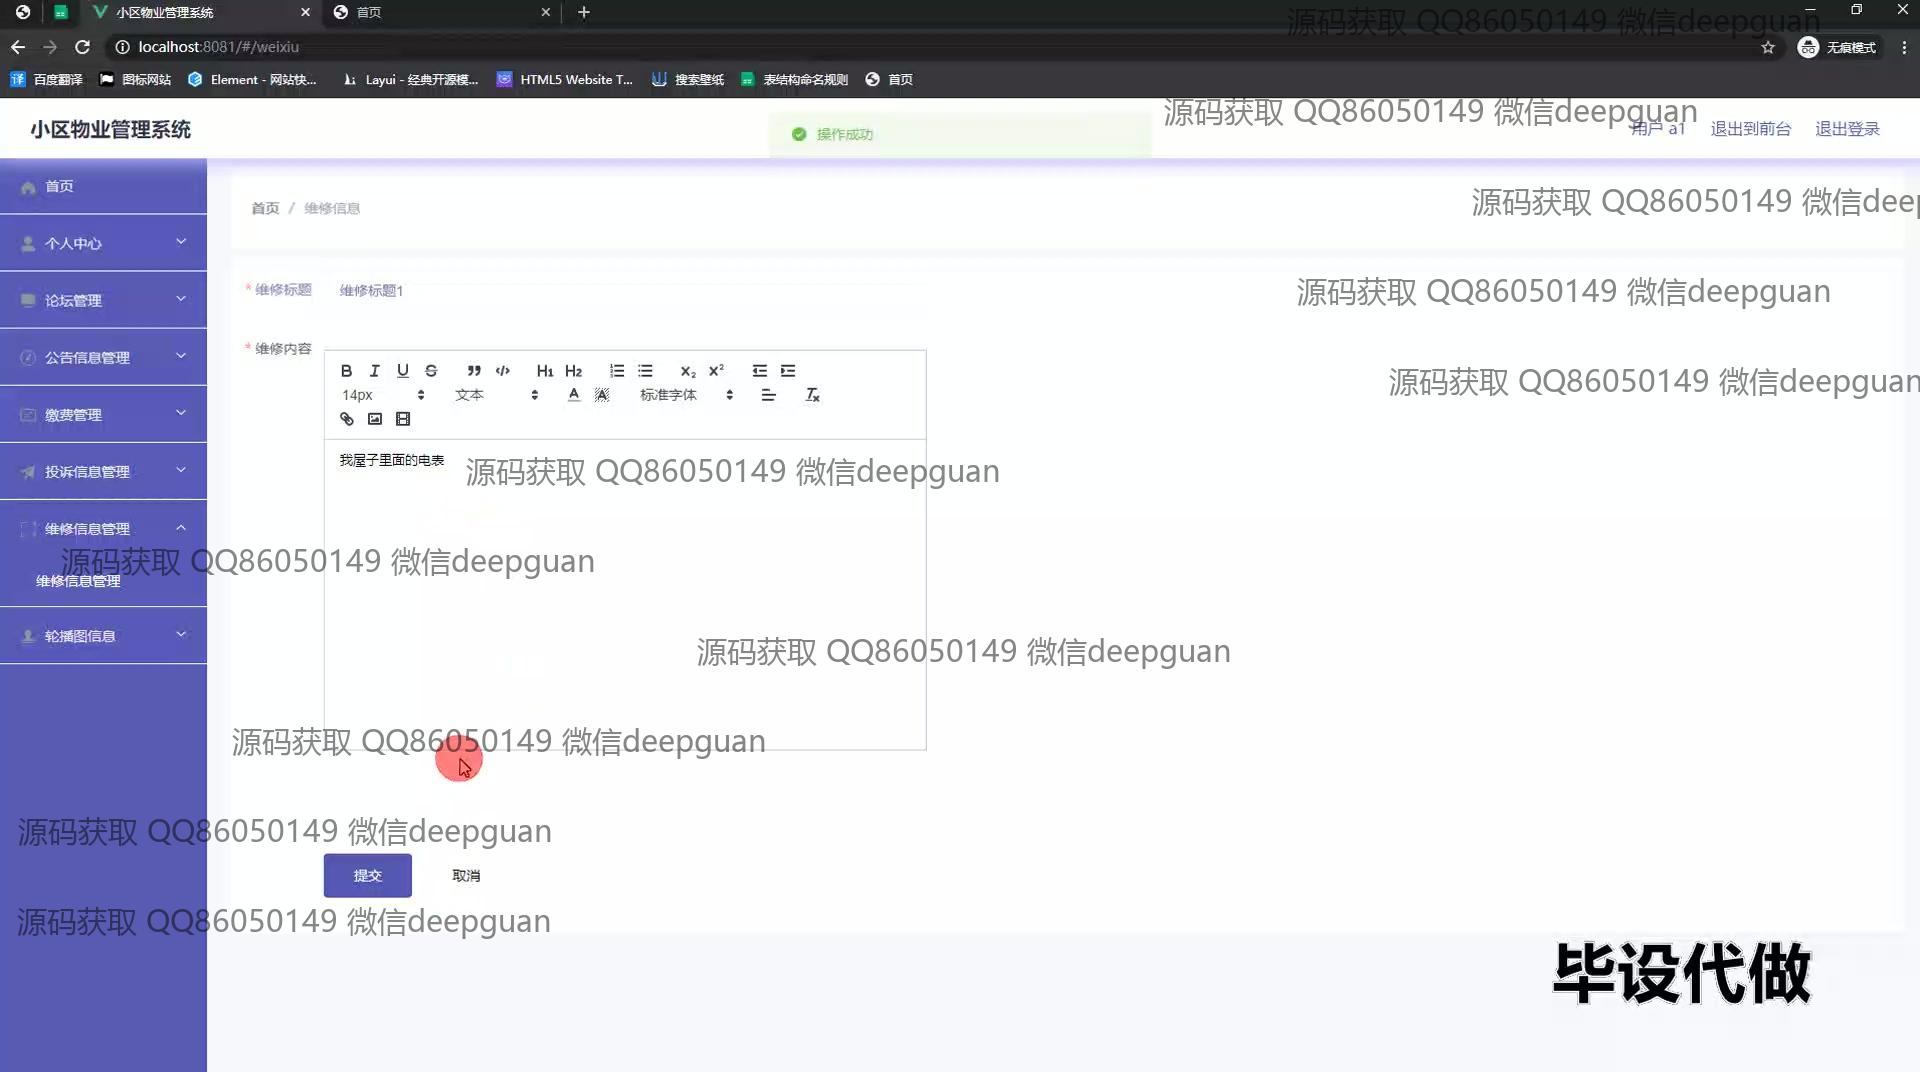 小区物业管理系统
首页
localhost:8081/#/weixiu
无痕模式
百度翻译
图标网站
Element - 网站快...
Layui - 经典开源模...
HTML5 Website T...
搜索壁纸
表结构命名规则
首页
源码获取 QQ86050149 微信deepguan
小区物业管理系统
操作成功
源码获取 QQ86050149 微信deepguan
用户 a1
退出到前台
退出登录
首页
个人中心
论坛管理
公告信息管理
缴费管理
投诉信息管理
维修信息管理
维修信息管理
轮播图信息
首页 / 维修信息
源码获取 QQ86050149 微信deep
* 维修标题
维修标题1
源码获取 QQ86050149 微信deepguan
* 维修内容
B I U S H1 H2 X₂ X²
14px
文本
A
标准字体
源码获取 QQ86050149 微信deepguan
我屋子里面的电表
源码获取 QQ86050149 微信deepguan
源码获取 QQ86050149 微信deepguan
源码获取 QQ86050149 微信deepguan
源码获取 QQ86050149 微信deepguan
源码获取 QQ86050149 微信deepguan
提交
取消
源码获取 QQ86050149 微信deepguan
毕设代做